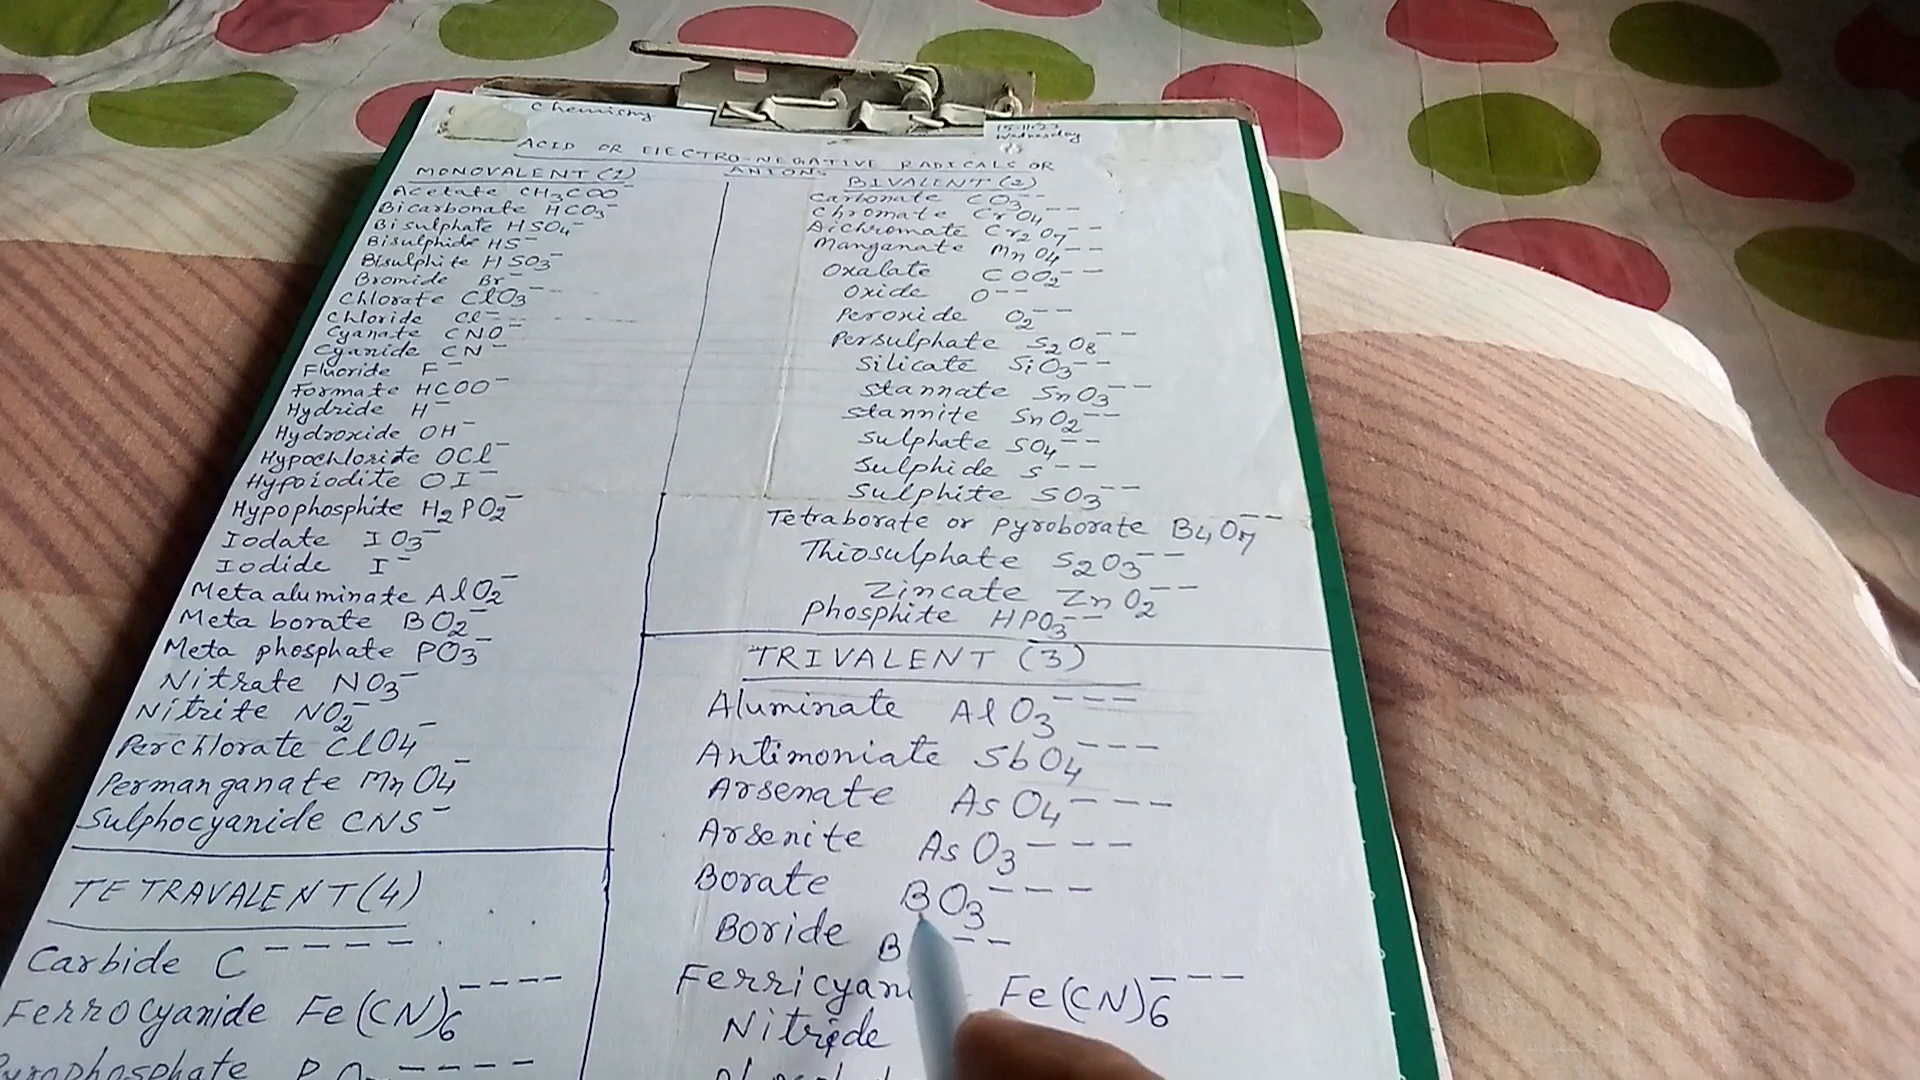 Chemistry
15-11-23
Wednesday
ACID OR ELECTRO-NEGATIVE RADICALS OR
ANIONS
MONOVALENT (1)
Acetate CH3COO-
Bicarbonate HCO3-
Bisulphate HSO4-
Bisulphide HS-
Bisulphite HSO3-
Bromide Br-
Chlorate ClO3-
Chloride Cl-
Cyanate CNO-
Cyanide CN-
Fluoride F-
Formate HCOO-
Hydride H-
Hydroxide OH-
Hypochloride OCl-
Hypoiodite OI-
Hypophosphite H2PO2-
Iodate IO3-
Iodide I-
Meta aluminate AlO2-
Meta borate BO2-
Meta phosphate PO3-
Nitrate NO3-
Nitrite NO2-
Perchlorate ClO4-
Permanganate MnO4-
Sulphocyanide CNS-
TETRAVALENT (4)
Carbide C----
Ferrocyanide Fe(CN)6----
Pyrophosphate P O ----
BIVALENT (2)
Carbonate CO3--
Chromate CrO4--
Dichromate Cr2O7--
Manganate MnO4--
Oxalate COO2--
Oxide O--
Peroxide O2--
Persulphate S2O8--
Silicate SiO3--
Stannate SnO3--
Stannite SnO2--
Sulphate SO4--
Sulphide S--
Sulphite SO3--
Tetraborate or pyroborate B4O7--
Thiosulphate S2O3--
Zincate ZnO2--
Phosphite HPO3--
TRIVALENT (3)
Aluminate AlO3---
Antimoniate SbO4---
Arsenate AsO4---
Arsenite AsO3---
Borate BO3---
Boride B --
Ferricyani Fe(CN)6---
Nitride